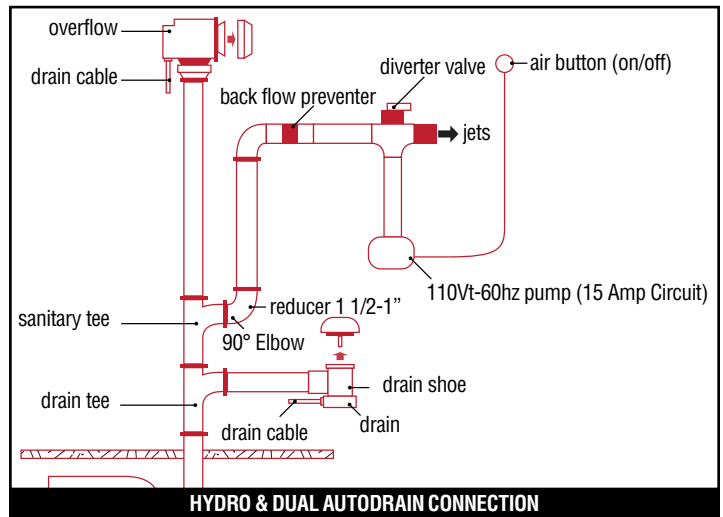 overflow
drain cable
diverter valve
air button (on/off)
back flow preventer
jets
110Vt-60hz pump (15 Amp Circuit)
reducer 1 1/2-1”
sanitary tee
90° Elbow
drain shoe
drain tee
drain cable
drain
HYDRO & DUAL AUTODRAIN CONNECTION